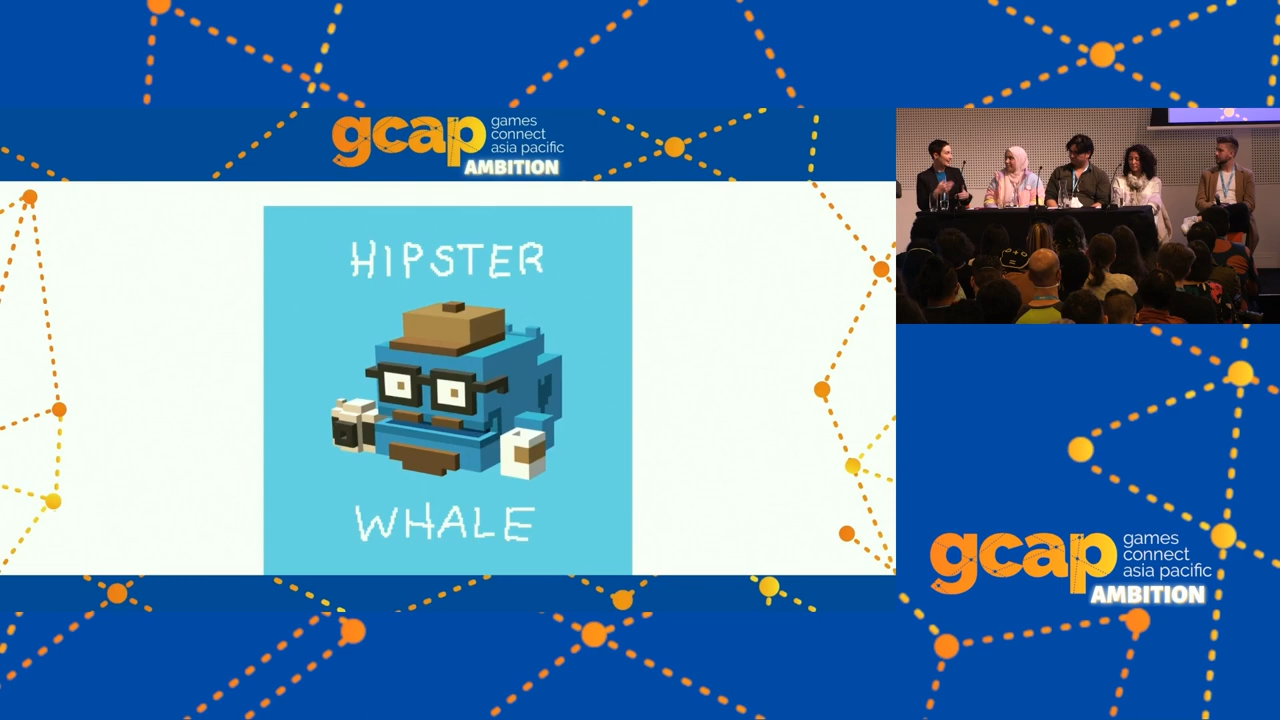 gcap games
connect
asia pacific
AMBITION
HIPSTER
WHALE
gcap games
connect
asia pacific
AMBITION